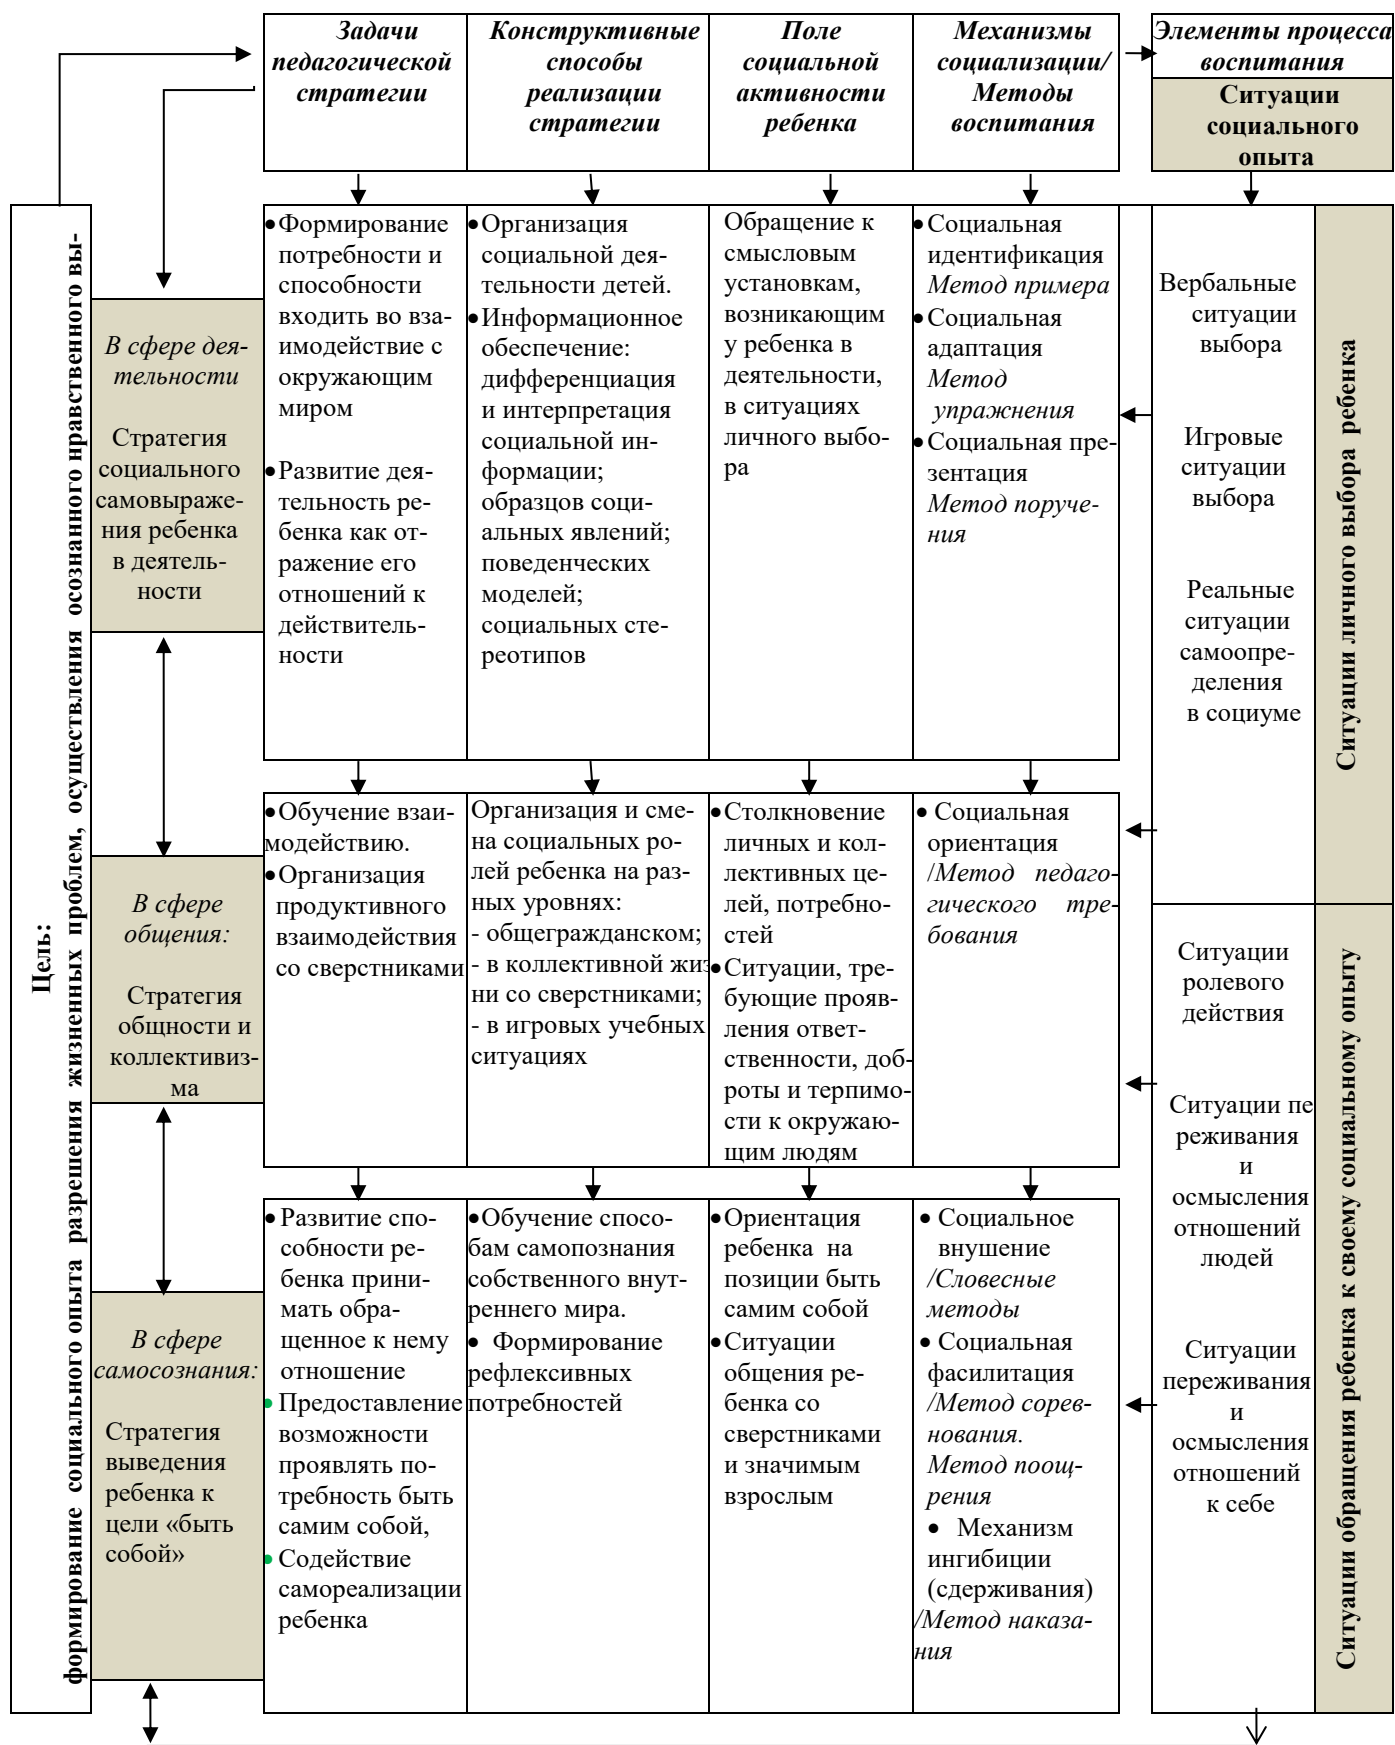 Задачи
педагогической
стратегии
Конструктивные
способы
реализации
стратегии
Поле
социальной
активности
ребенка
Механизмы
социализации/
Методы
воспитания
Элементы процесса
воспитания
Ситуации
социального
опыта
Цель:
формирование социального опыта разрешения жизненных проблем, осуществления осознанного нравственного вы-
В сфере дея-
тельности
Стратегия
социального
самовыраже-
ния ребенка
в деятель-
ности
•Формирование
потребности и
способности
входить во вза-
имодействие с
окружающим
миром
•Развитие дея-
тельность ре-
бенка как от-
ражение его
отношений к
действитель-
ности
•Организация
социальной дея-
тельности детей.
•Информационное
обеспечение:
дифференциация
и интерпретация
социальной ин-
формации;
образцов соци-
альных явлений;
поведенческих
моделей;
социальных сте-
реотипов
Обращение к
смысловым
установкам,
возникающим
у ребенка в
деятельности,
в ситуациях
личного выбо-
ра
•Социальная
идентификация
Метод примера
•Социальная
адаптация
Метод
упражнения
•Социальная пре-
зентация
Метод поруче-
ния
Вербальные
ситуации
выбора
Игровые
ситуации
выбора
Реальные
ситуации
самоопре-
деления
в социуме
Ситуации личного выбора ребенка
В сфере
общения:
Стратегия
общности и
коллективиз-
ма
•Обучение взаи-
модействию.
•Организация
продуктивного
взаимодействия
со сверстниками
Организация и сме-
на социальных ро-
лей ребенка на раз-
ных уровнях:
- общегражданском;
- в коллективной жиз
ни со сверстниками;
- в игровых учебных
ситуациях
•Столкновение
личных и кол-
лективных це-
лей, потребно-
стей
•Ситуации, тре-
бующие прояв-
ления ответ-
ственности, доб-
роты и терпимо-
сти к окружаю-
щим людям
• Социальная
ориентация
/Метод педаго-
гического тре-
бования
Ситуации
ролевого
действия
Ситуации пе
реживания
и
осмысления
отношений
людей
Ситуации
переживания
и
осмысления
отношений
к себе
Ситуации обращения ребенка к своему социальному опыту
В сфере
самосознания:
Стратегия
выведения
ребенка к
цели «быть
собой»
• Развитие спо-
собности ре-
бенка прини-
мать обра-
щенное к нему
отношение
• Предоставление
возможности
проявлять по-
требность быть
самим собой,
• Содействие
самореализации
ребенка
•Обучение спосо-
бам самопознания
собственного внут-
реннего мира.
• Формирование
рефлексивных
потребностей
•Ориентация
ребенка на
позиции быть
самим собой
•Ситуации
общения ре-
бенка со
сверстниками
и значимым
взрослым
• Социальное
внушение
/Словесные
методы
• Социальная
фасилитация
/Метод сорев-
нования.
Метод поощ-
рения
• Механизм
ингибиции
(сдерживания)
/Метод наказа-
ния